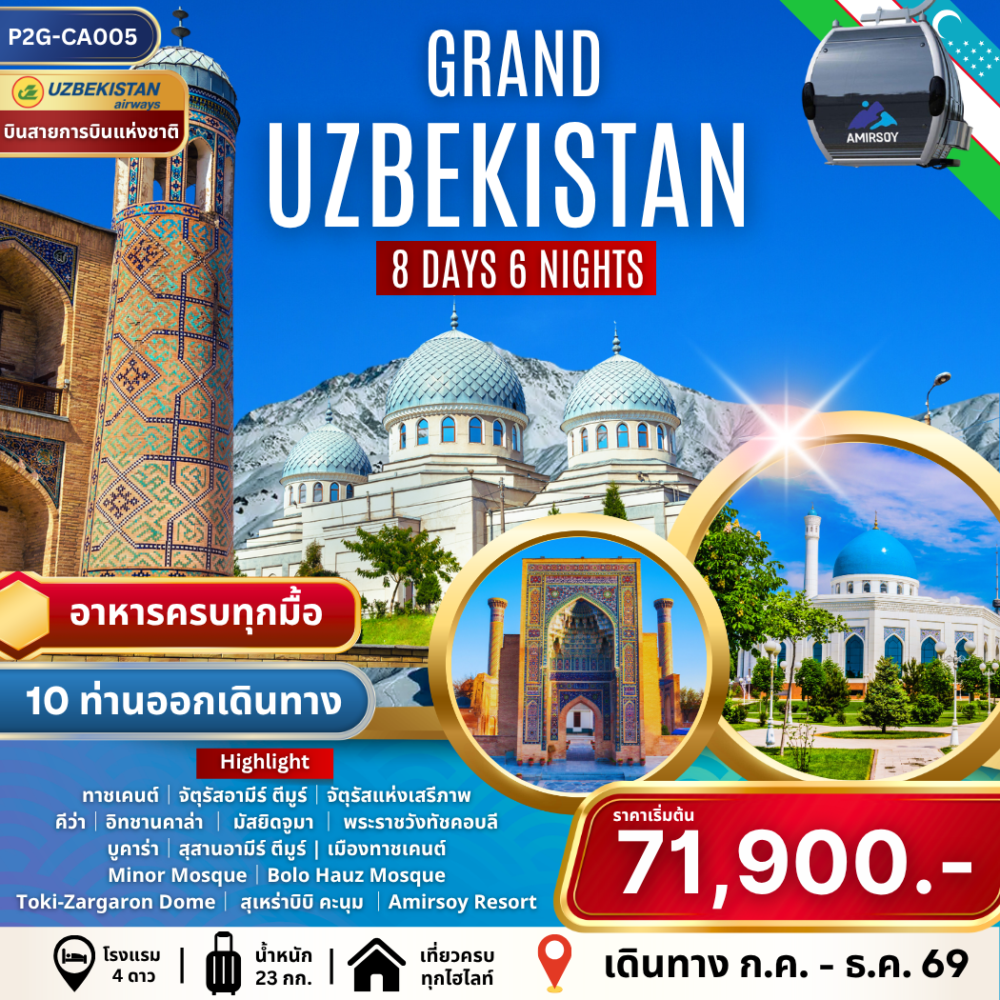 P2G-CA005
UZBEKISTAN
airways
บินสายการบินแห่งชาติ
GRAND
UZBEKISTAN
8 DAYS 6 NIGHTS
AMIRSOY
อาหารครบทุกมื้อ
10 ท่านออกเดินทาง
Highlight
ทาชเคนต์ | จัตุรัสอามีร์ ตีมูร์ | จัตุรัสแห่งเสรีภาพ
คีว่า | อิทชานคาล่า | มัสยิดจูมา | พระราชวังทัชคอบลี
บูคาร่า | สุสานอามีร์ ตีมูร์ | เมืองทาชเคนต์
Minor Mosque | Bolo Hauz Mosque
Toki-Zargaron Dome | สุเหร่าบิบิ คะนุม | Amirsoy Resort
ราคาเริ่มต้น
71,900.-
โรงแรม
4 ดาว
น้ำหนัก
23 กก.
เที่ยวครบ
ทุกไฮไลท์
เดินทาง ก.ค. - ธ.ค. 69